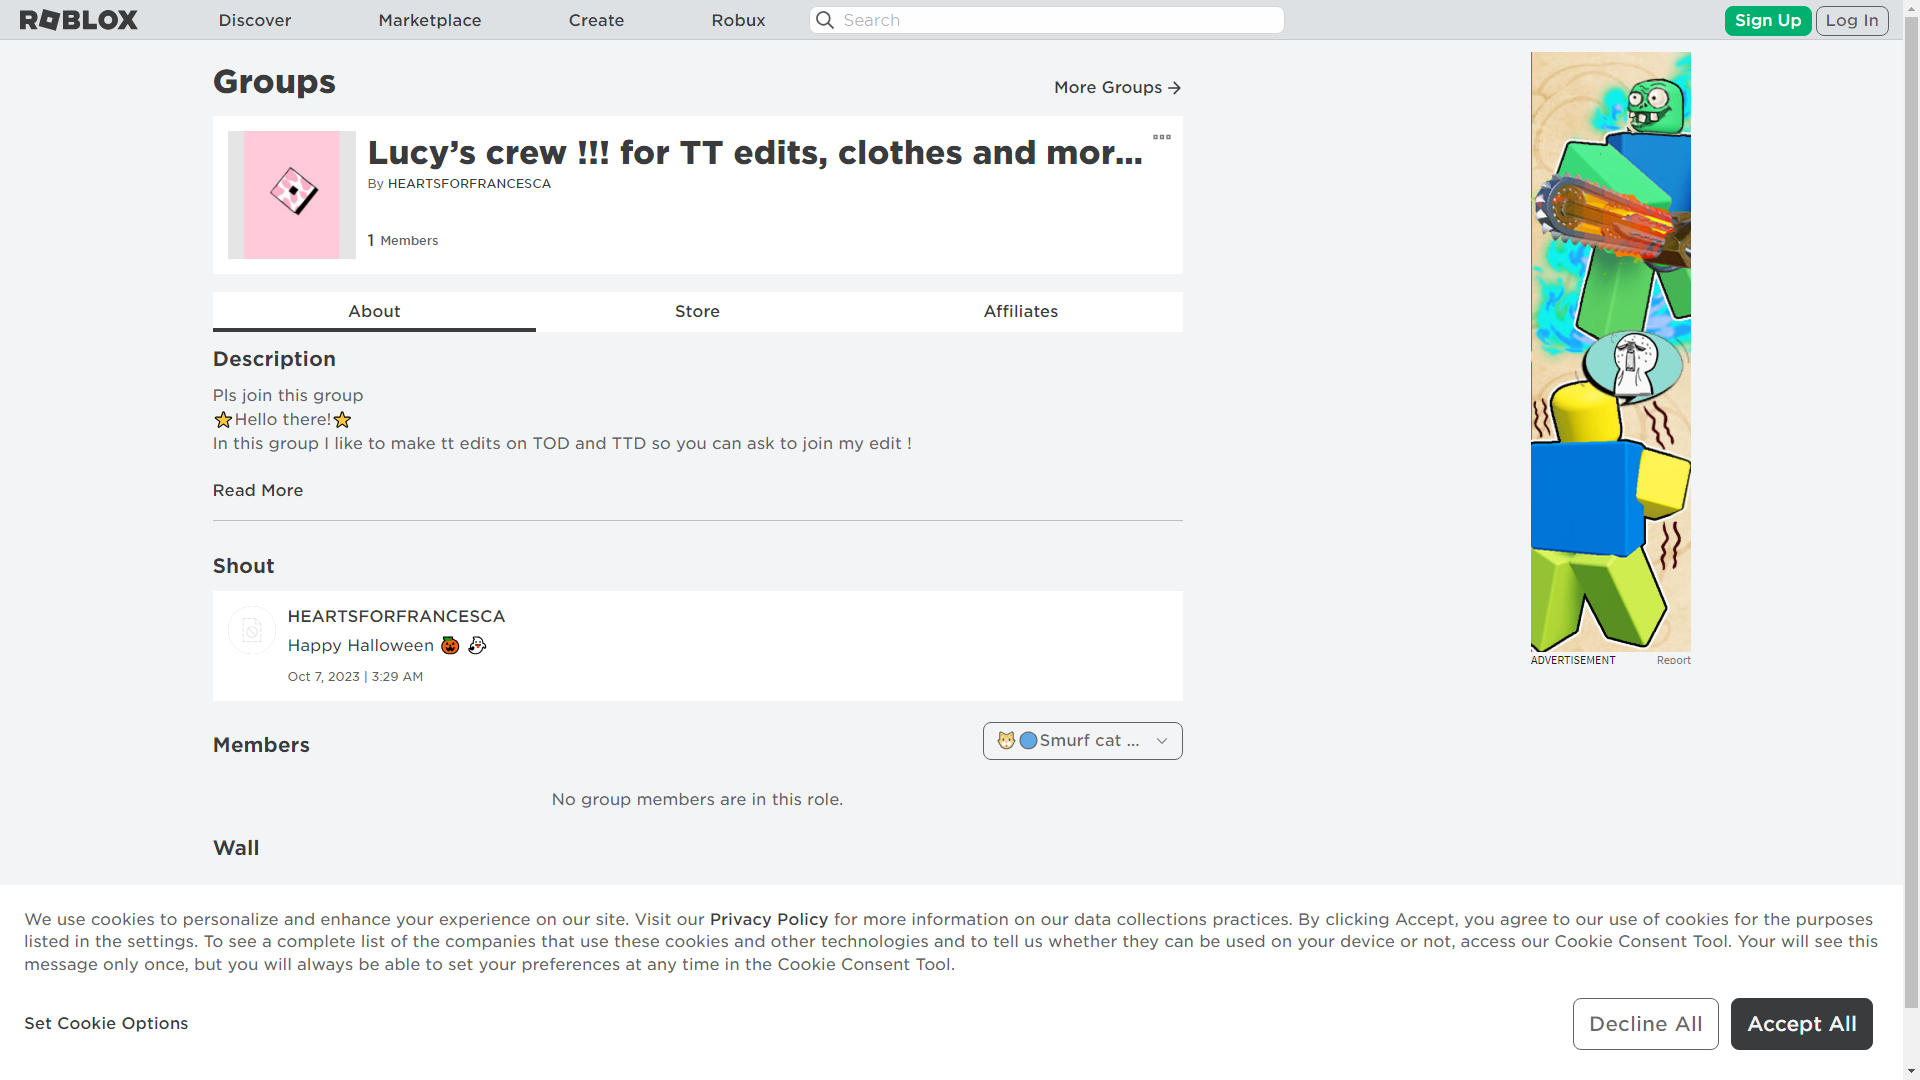 ROBLOX
Discover
Marketplace
Create
Robux
Search
Sign Up
Log In
Groups
More Groups
Lucy’s crew !!! for TT edits, clothes and mor...
By HEARTSFORFRANCESCA
1 Members
About
Store
Affiliates
Description
Pls join this group
⭐Hello there!⭐
In this group I like to make tt edits on TOD and TTD so you can ask to join my edit !
Read More
Shout
HEARTSFORFRANCESCA
Happy Halloween 🎃 👻
Oct 7, 2023 | 3:29 AM
ADVERTISEMENT
Report
Members
🐱🔵Smurf cat ...
No group members are in this role.
Wall
We use cookies to personalize and enhance your experience on our site. Visit our Privacy Policy for more information on our data collections practices. By clicking Accept, you agree to our use of cookies for the purposes
listed in the settings. To see a complete list of the companies that use these cookies and other technologies and to tell us whether they can be used on your device or not, access our Cookie Consent Tool. Your will see this
message only once, but you will always be able to set your preferences at any time in the Cookie Consent Tool.
Set Cookie Options
Decline All
Accept All